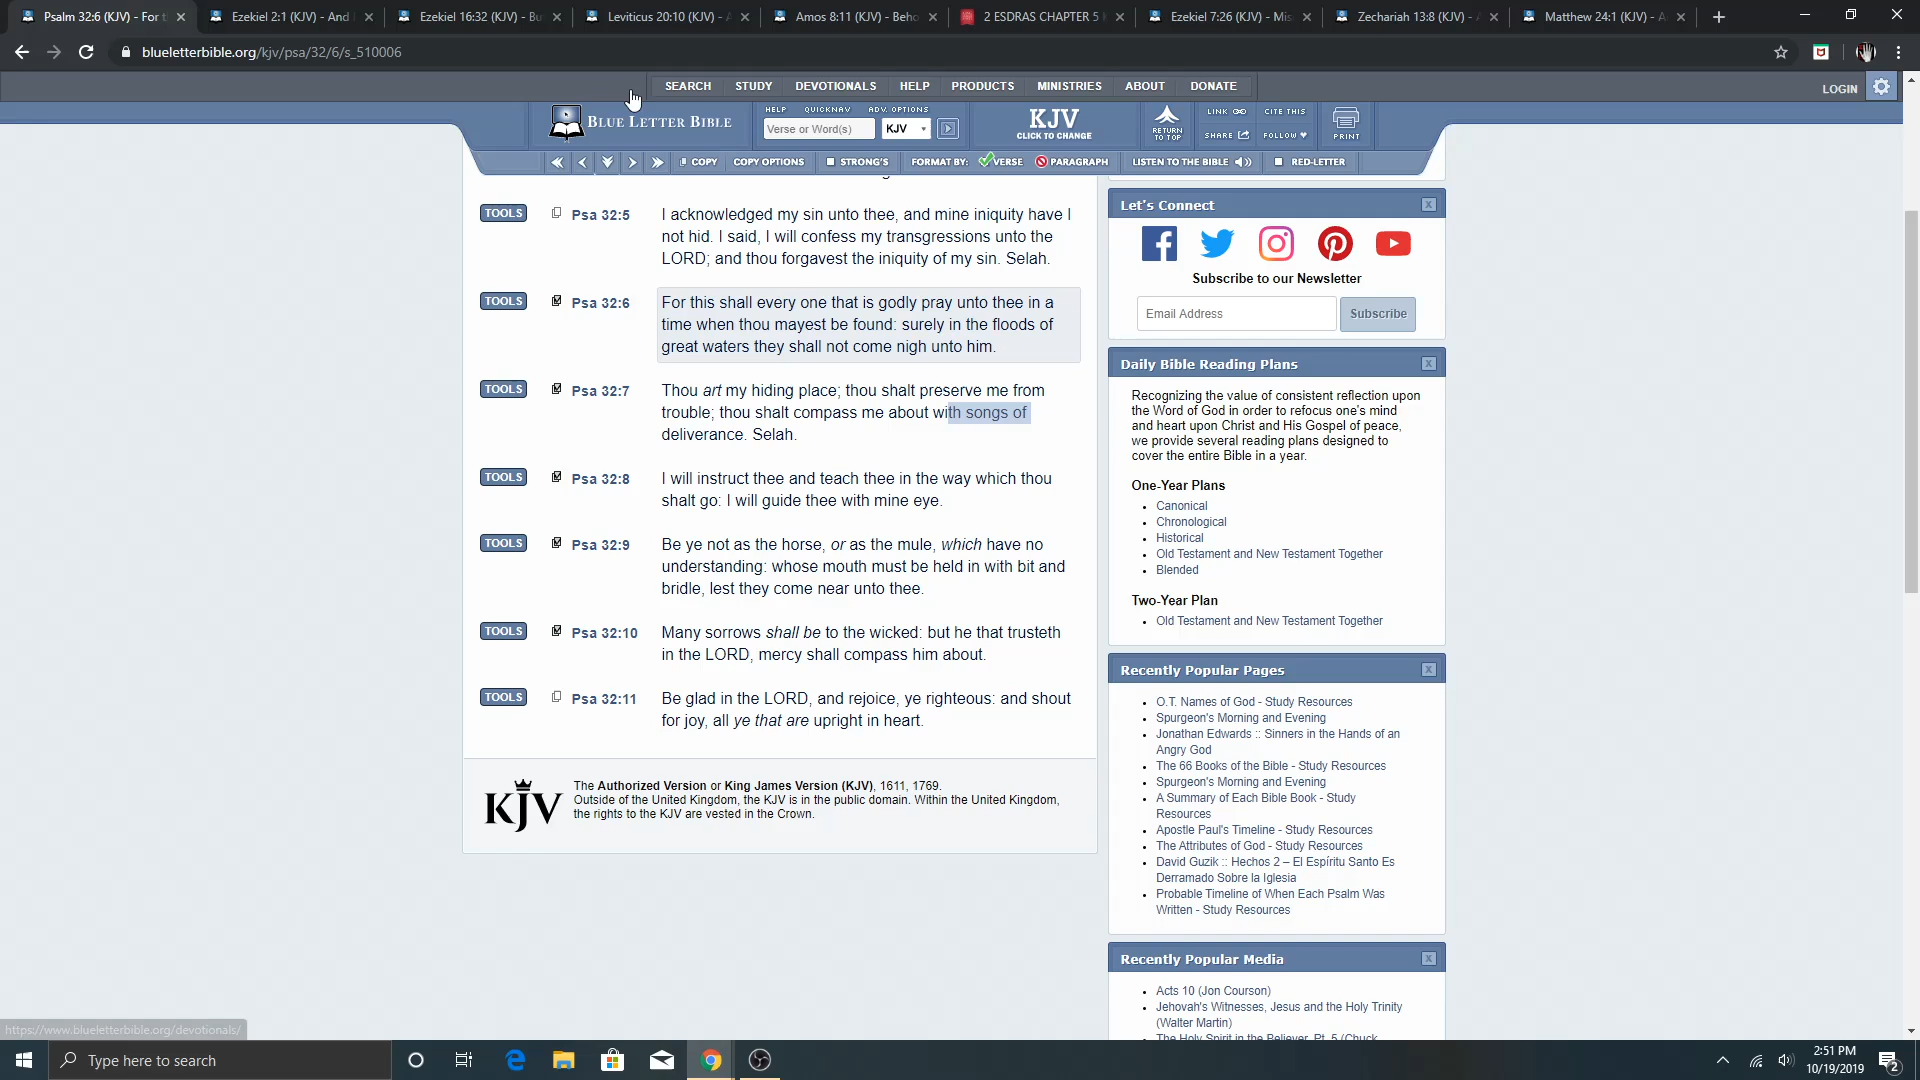 Psalm 32:6 (KJV) - For t
Ezekiel 2:1 (KJV) - And
Ezekiel 16:32 (KJV) - Bu
Leviticus 20:10 (KJV) - A
Amos 8:11 (KJV) - Beho
2 ESDRAS CHAPTER 5
Ezekiel 7:26 (KJV) - Mis
Zechariah 13:8 (KJV) - A
Matthew 24:1 (KJV) - A
blueletterbible.org/kjv/psa/32/6/s_510006
SEARCH STUDY DEVOTIONALS HELP PRODUCTS MINISTRIES ABOUT DONATE
LOGIN
BLUE LETTER BIBLE
HELP QUICKNAV ADV. OPTIONS
Verse or Word(s) KJV
KJV
CLICK TO CHANGE
RETURN
TO TOP
LINK CITE THIS
SHARE FOLLOW
PRINT
COPY COPY OPTIONS STRONG'S FORMAT BY: VERSE PARAGRAPH LISTEN TO THE BIBLE RED-LETTER
TOOLS Psa 32:5 I acknowledged my sin unto thee, and mine iniquity have I
not hid. I said, I will confess my transgressions unto the
LORD; and thou forgavest the iniquity of my sin. Selah.
TOOLS Psa 32:6 For this shall every one that is godly pray unto thee in a
time when thou mayest be found: surely in the floods of
great waters they shall not come nigh unto him.
TOOLS Psa 32:7 Thou art my hiding place; thou shalt preserve me from
trouble; thou shalt compass me about with songs of
deliverance. Selah.
TOOLS Psa 32:8 I will instruct thee and teach thee in the way which thou
shalt go: I will guide thee with mine eye.
TOOLS Psa 32:9 Be ye not as the horse, or as the mule, which have no
understanding: whose mouth must be held in with bit and
bridle, lest they come near unto thee.
TOOLS Psa 32:10 Many sorrows shall be to the wicked: but he that trusteth
in the LORD, mercy shall compass him about.
TOOLS Psa 32:11 Be glad in the LORD, and rejoice, ye righteous: and shout
for joy, all ye that are upright in heart.
KJV
The Authorized Version or King James Version (KJV), 1611, 1769.
Outside of the United Kingdom, the KJV is in the public domain. Within the United Kingdom,
the rights to the KJV are vested in the Crown.
Let's Connect
Subscribe to our Newsletter
Email Address Subscribe
Daily Bible Reading Plans
Recognizing the value of consistent reflection upon
the Word of God in order to refocus one's mind
and heart upon Christ and His Gospel of peace,
we provide several reading plans designed to
cover the entire Bible in a year.
One-Year Plans
Canonical
Chronological
Historical
Old Testament and New Testament Together
Blended
Two-Year Plan
Old Testament and New Testament Together
Recently Popular Pages
O.T. Names of God - Study Resources
Spurgeon's Morning and Evening
Jonathan Edwards :: Sinners in the Hands of an
Angry God
The 66 Books of the Bible - Study Resources
Spurgeon's Morning and Evening
A Summary of Each Bible Book - Study
Resources
Apostle Paul's Timeline - Study Resources
The Attributes of God - Study Resources
David Guzik :: Hechos 2 – El Espíritu Santo Es
Derramado Sobre la Iglesia
Probable Timeline of When Each Psalm Was
Written - Study Resources
Recently Popular Media
Acts 10 (Jon Courson)
Jehovah's Witnesses, Jesus and the Holy Trinity
(Walter Martin)
The Holy Spirit in the Believer, Pt. 5 (Chuck
https://www.blueletterbible.org/devotionals/
Type here to search
2:51 PM
10/19/2019
2